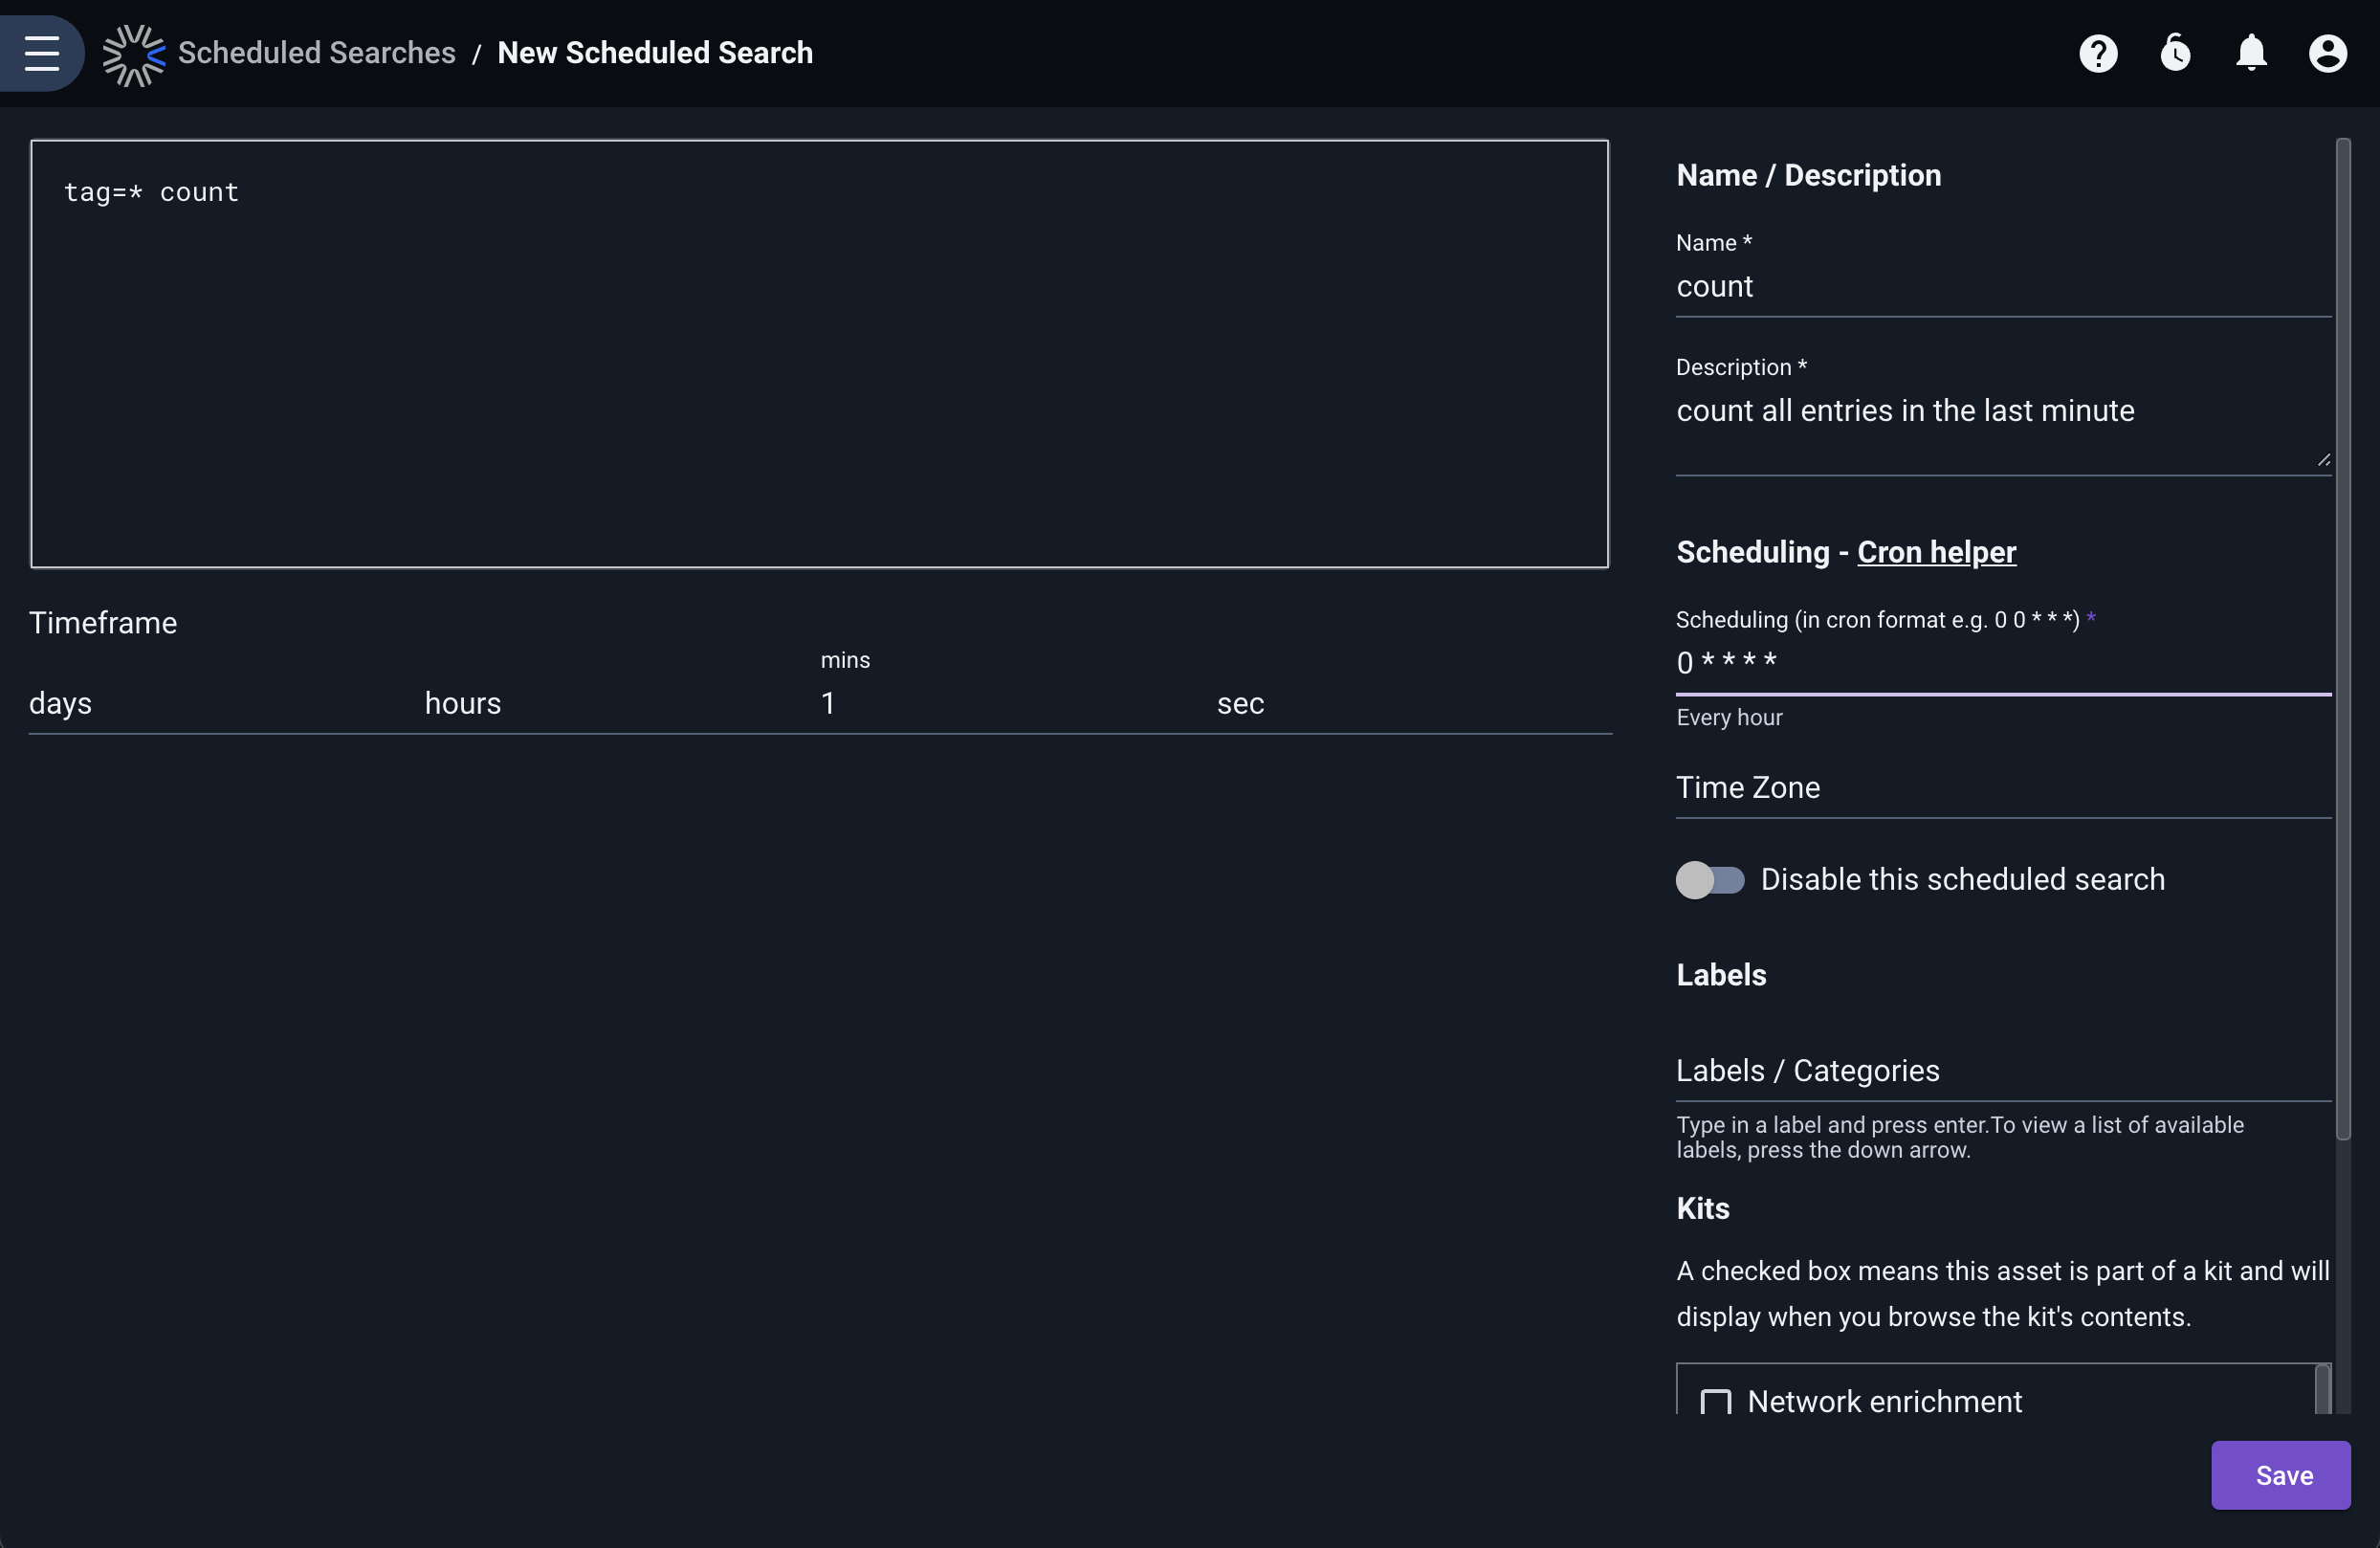 Scheduled Searches / New Scheduled Search
tag=* count
Timeframe
days
hours
mins
1
sec
Name / Description
Name *
count
Description *
count all entries in the last minute
Scheduling - Cron helper
Scheduling (in cron format e.g. 0 0 * * *) *
0 * * * *
Every hour
Time Zone
Disable this scheduled search
Labels
Labels / Categories
Type in a label and press enter.To view a list of available
labels, press the down arrow.
Kits
A checked box means this asset is part of a kit and will
display when you browse the kit's contents.
Network enrichment
Save